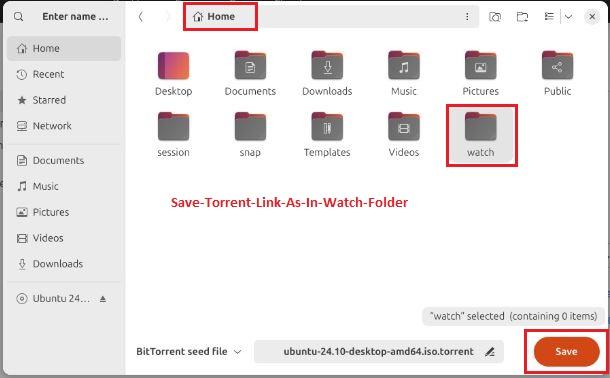 Enter name ...
Home
Home
Recent
Starred
Network
Documents
Music
Pictures
Videos
Downloads
Ubuntu 24...
Desktop
Documents
Downloads
Music
Pictures
Public
session
snap
Templates
Videos
watch
Save-Torrent-Link-As-In-Watch-Folder
"watch" selected (containing 0 items)
BitTorrent seed file
ubuntu-24.10-desktop-amd64.iso.torrent
Save